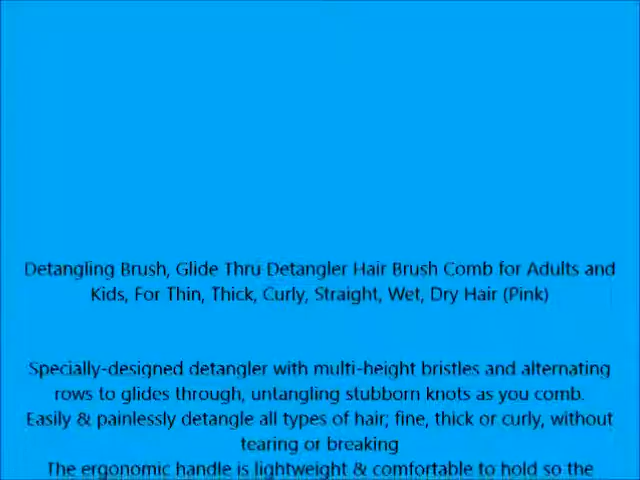 Detangling Brush, Glide Thru Detangler Hair Brush Comb for Adults and
Kids, For Thin, Thick, Curly, Straight, Wet, Dry Hair (Pink)
Specially-designed detangler with multi-height bristles and alternating
rows to glides through, untangling stubborn knots as you comb.
Easily & painlessly detangle all types of hair; fine, thick or curly, without
tearing or breaking
The ergonomic handle is lightweight & comfortable to hold so the